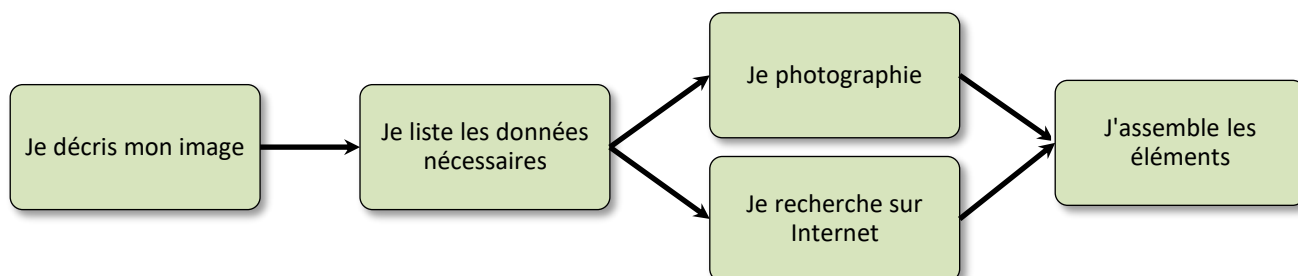 Je décris mon image
Je liste les données
nécessaires
Je photographie
Je recherche sur
Internet
J'assemble les
éléments